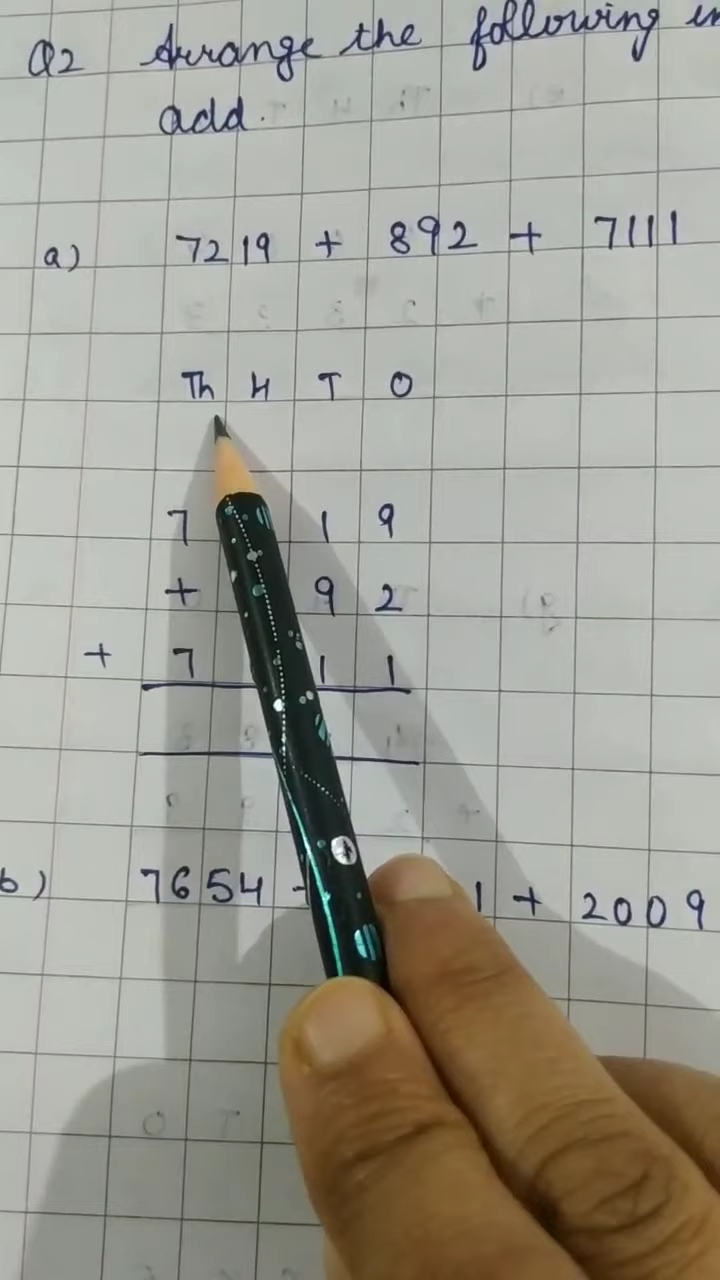 Q2 Arrange the following in
add.
a) 7219 + 892 + 7111
Th H T O
7 1 9
+ 9 2
+ 7 1 1
b) 7654 1 + 2009